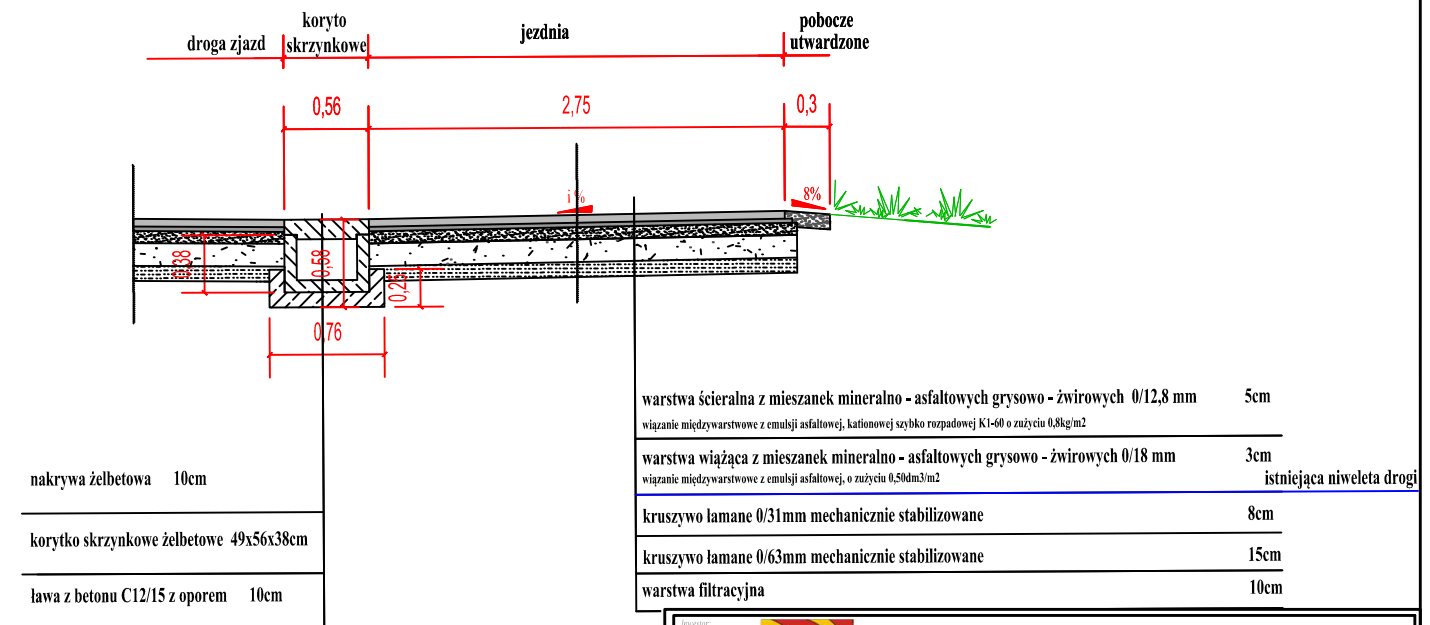 droga zjazd
koryto
skrzynkowe
jezdnia
pobocze
utwardzone
0,56
2,75
0,3
i %
8%
0,38
0,58
0,25
0,76
warstwa ścieralna z mieszanek mineralno - asfaltowych grysowo - żwirowych 0/12,8 mm 5cm
wiązanie międzywarstwowe z emulsji asfaltowej, kationowej szybko rozpadowej K1-60 o zużyciu 0,8kg/m2
warstwa wiążąca z mieszanek mineralno - asfaltowych grysowo - żwirowych 0/18 mm 3cm
wiązanie międzywarstwowe z emulsji asfaltowej, o zużyciu 0,50dm3/m2
istniejąca niweleta drogi
kruszywo łamane 0/31mm mechanicznie stabilizowane 8cm
kruszywo łamane 0/63mm mechanicznie stabilizowane 15cm
warstwa filtracyjna 10cm
nakrywa żelbetowa 10cm
korytko skrzynkowe żelbetowe 49x56x38cm
ława z betonu C12/15 z oporem 10cm